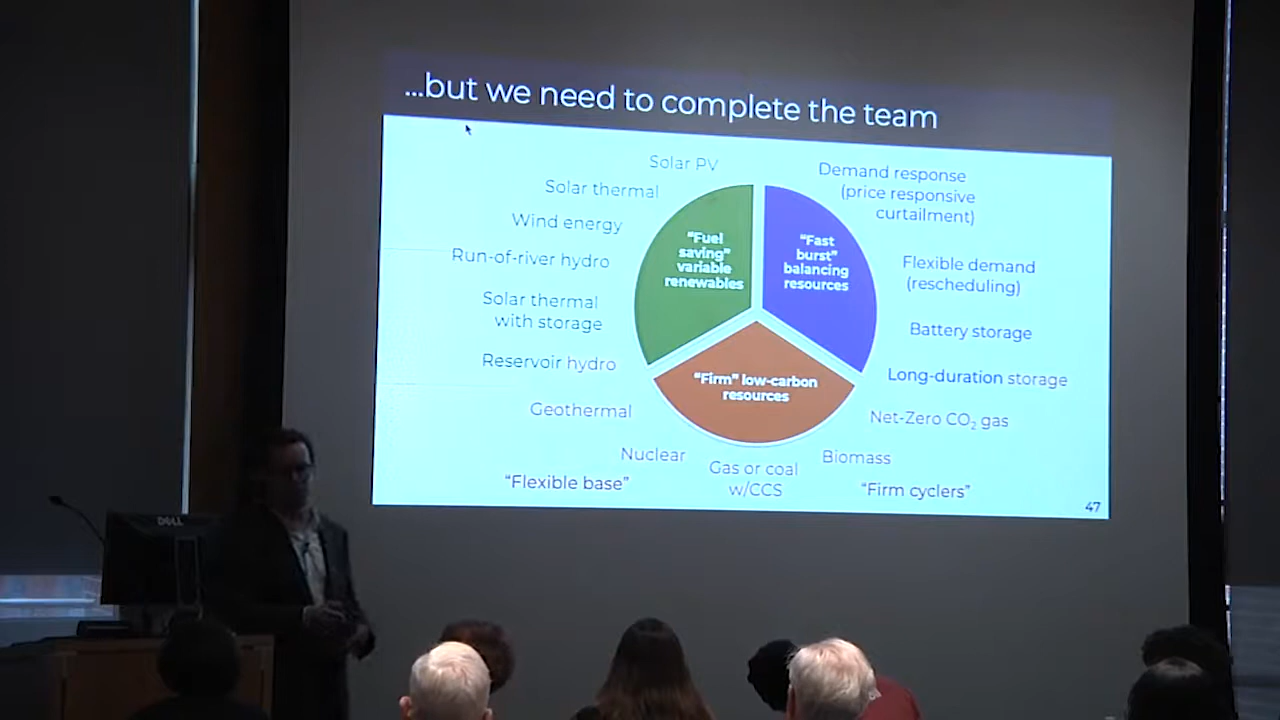 ...but we need to complete the team
Solar PV
Solar thermal
Wind energy
Run-of-river hydro
Solar thermal
with storage
Reservoir hydro
Geothermal
Nuclear
"Flexible base"
Gas or coal
w/CCS
Biomass
"Firm cyclers"
Net-Zero CO₂ gas
Long-duration storage
Battery storage
Flexible demand
(rescheduling)
Demand response
(price responsive
curtailment)
"Fuel
saving"
variable
renewables
"Fast
burst"
balancing
resources
"Firm" low-carbon
resources
47
DELL